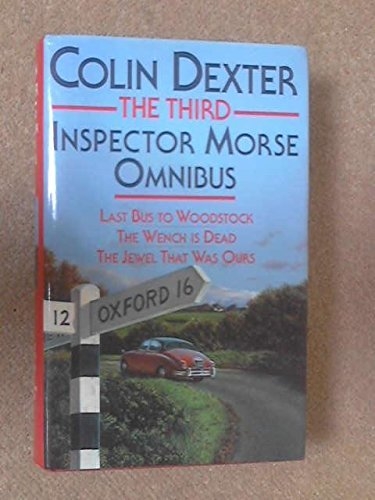 COLIN DEXTER
THE THIRD
INSPECTOR MORSE
OMNIBUS
LAST BUS TO WOODSTOCK
THE WENCH IS DEAD
THE JEWEL THAT WAS OURS
12
OXFORD 16